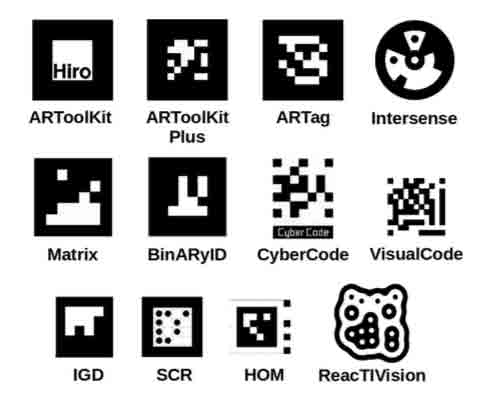 Hiro
ARToolKit
ARToolKit
Plus
ARTag
Intersense
Matrix
BinARyID
CyberCode
CyberCode
VisualCode
IGD
SCR
HOM
ReacTIVision